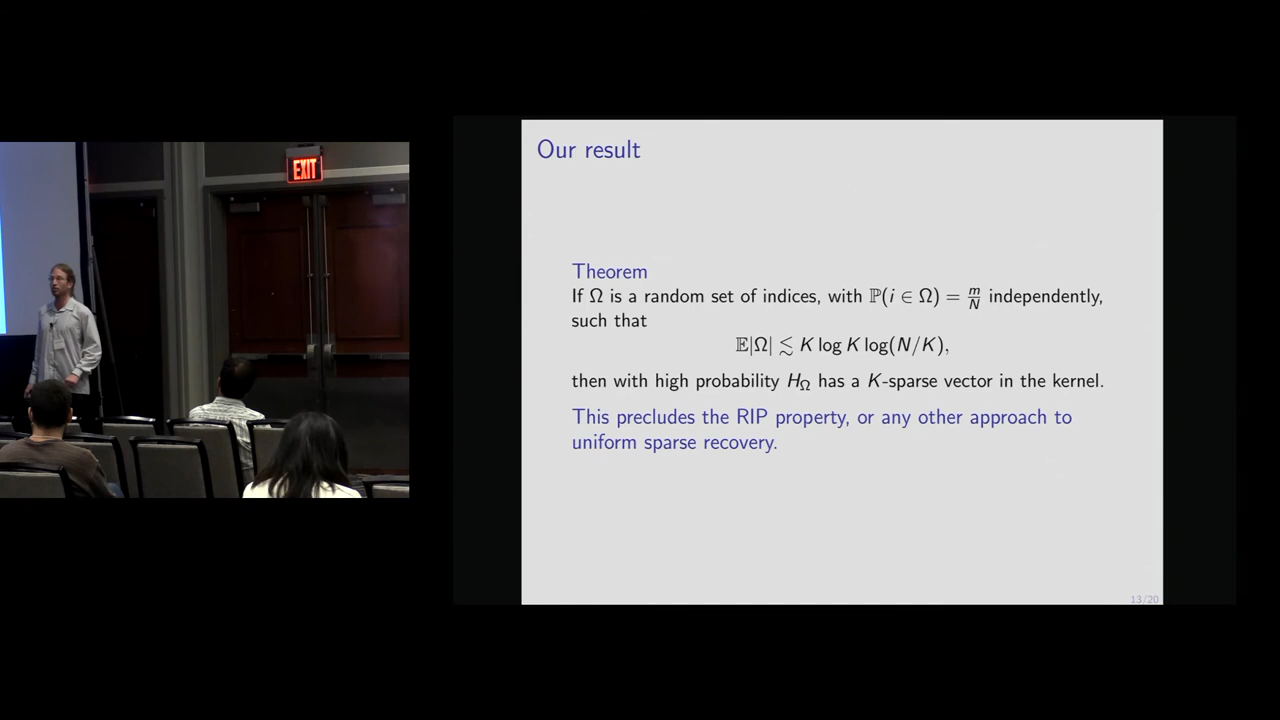 EXIT
Our result
Theorem
If Ω is a random set of indices, with ℙ(i ∈ Ω) = m/N independently,
such that
𝔼|Ω| ≲ K log K log(N/K),
then with high probability H_Ω has a K-sparse vector in the kernel.
This precludes the RIP property, or any other approach to
uniform sparse recovery.
13/20